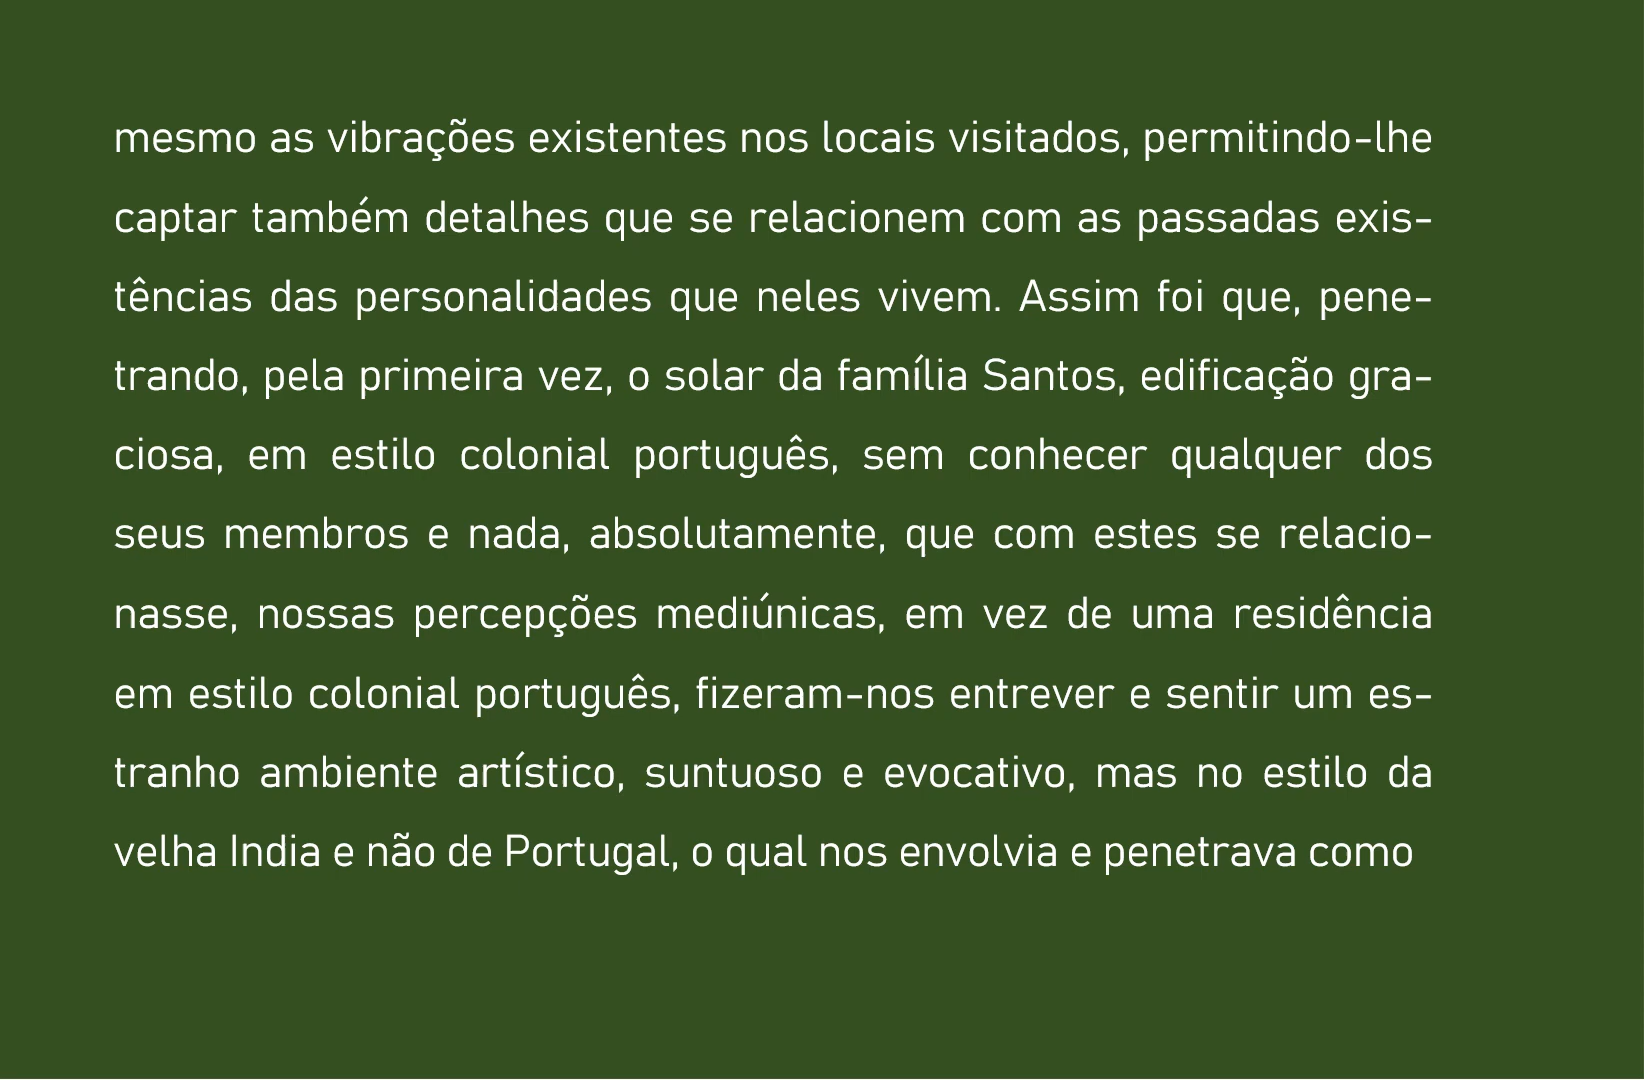 mesmo as vibrações existentes nos locais visitados, permitindo-lhe
captar também detalhes que se relacionem com as passadas exis-
tências das personalidades que neles vivem. Assim foi que, pene-
trando, pela primeira vez, o solar da família Santos, edificação gra-
ciosa, em estilo colonial português, sem conhecer qualquer dos
seus membros e nada, absolutamente, que com estes se relacio-
nasse, nossas percepções mediúnicas, em vez de uma residência
em estilo colonial português, fizeram-nos entrever e sentir um es-
tranho ambiente artístico, suntuoso e evocativo, mas no estilo da
velha India e não de Portugal, o qual nos envolvia e penetrava como